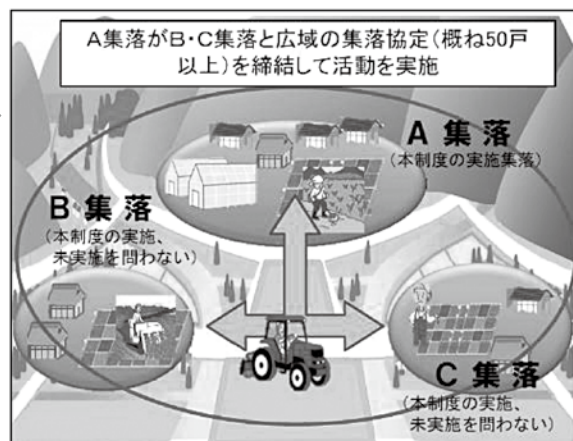 A集落がB・C集落と広域の集落協定(概ね50戸
以上)を締結して活動を実施
A 集 落
(本制度の実施集落)
B 集 落
(本制度の実施、
未実施を問わない)
C 集 落
(本制度の実施、
未実施を問わない)